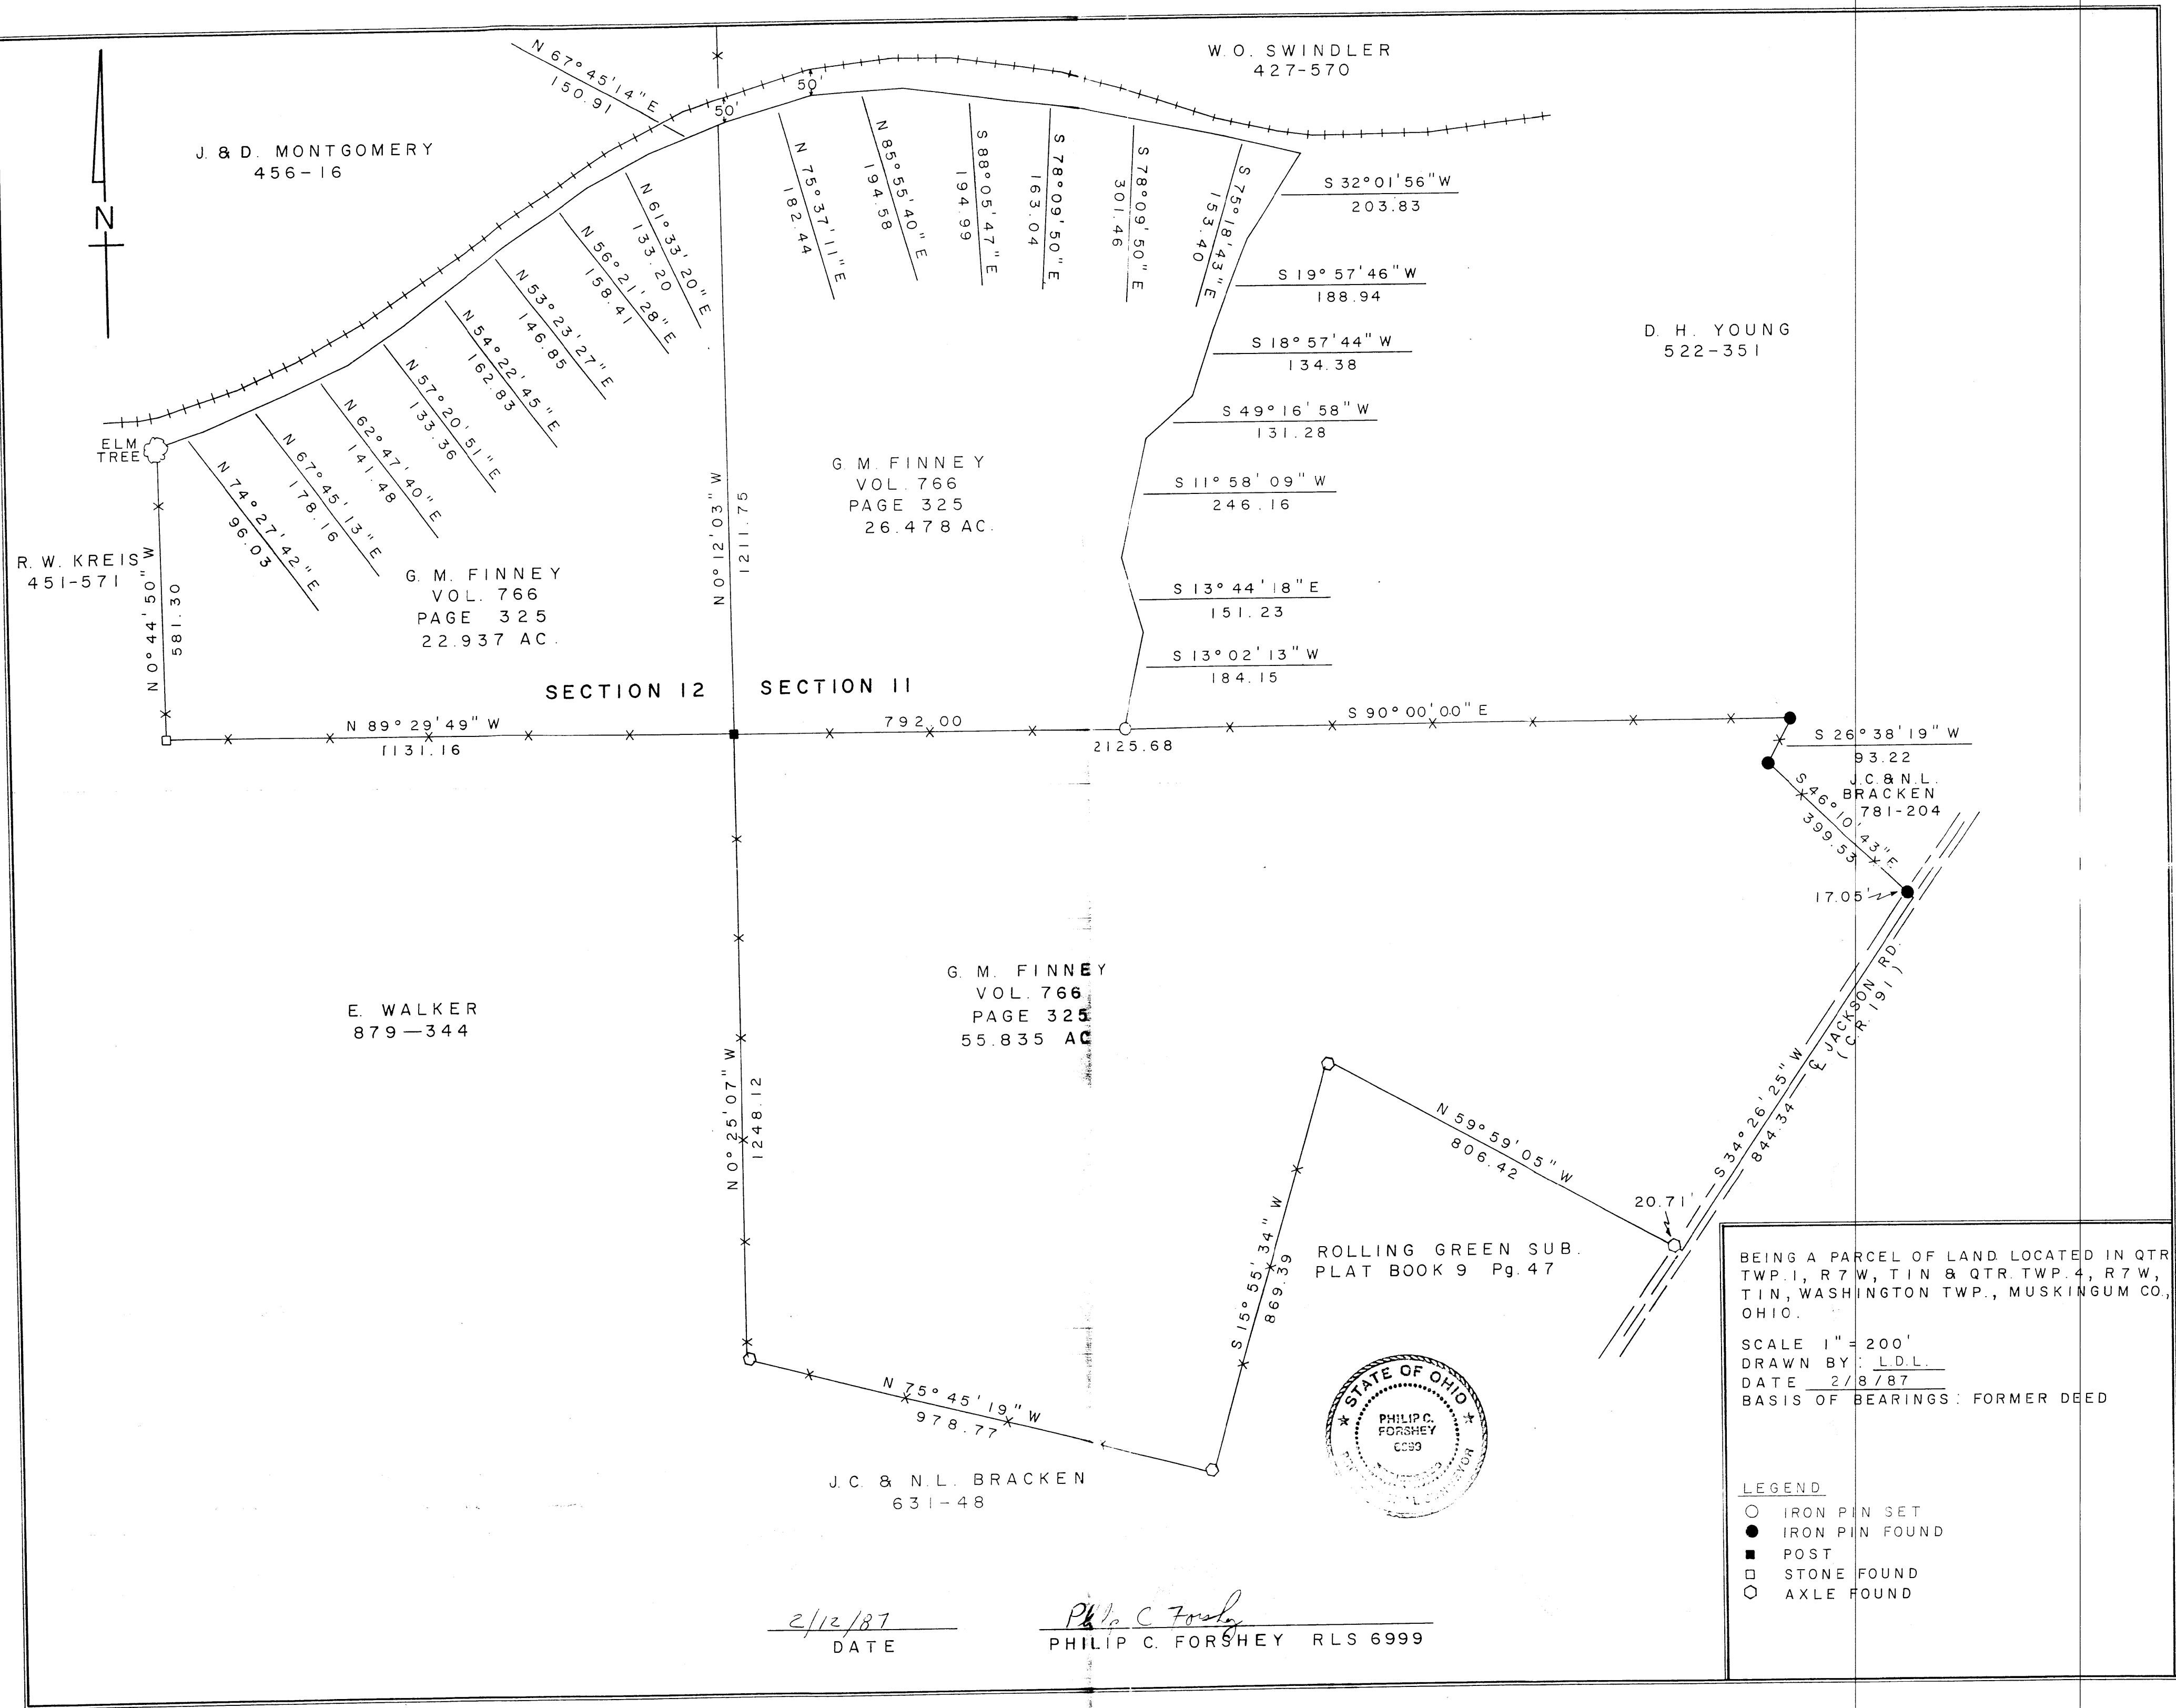 W. O. SWINDLER
427-570
N 67°45'14" E
150.91
50'
50'
J. & D. MONTGOMERY
456-16
N
N 75°37'11" E
182.44
N 85°55'40" E
194.58
S 88°05'47" E
194.99
S 78°09'50" E
163.04
S 78°09'50" E
301.46
S 75°18'43" E
153.40
N 61°33'20" E
133.20
N 56°21'28" E
158.41
N 53°23'27" E
146.85
N 54°22'45" E
162.83
N 57°20'51" E
133.36
N 62°47'40" E
141.48
N 67°45'13" E
178.16
N 74°27'42" E
96.03
S 32°01'56" W
203.83
S 19°57'46" W
188.94
S 18°57'44" W
134.38
S 49°16'58" W
131.28
S 11°58'09" W
246.16
S 13°44'18" E
151.23
S 13°02'13" W
184.15
D. H. YOUNG
522-351
ELM
TREE
R. W. KREIS
451-571
N 0°44'50" W
581.30
G. M. FINNEY
VOL. 766
PAGE 325
22.937 AC.
N 0°12'03" W
1211.75
G. M. FINNEY
VOL. 766
PAGE 325
26.478 AC.
SECTION 12
SECTION 11
N 89°29'49" W
1131.16
792.00
2125.68
S 90°00'00" E
S 26°38'19" W
93.22
J.C. & N.L.
BRACKEN
781-204
S 46°10'43" E
399.53
17.05'
℄ JACKSON RD.
(C.R. 191)
S 34°26'25" W
844.34
E. WALKER
879-344
G. M. FINNEY
VOL. 766
PAGE 325
55.835 AC
N 0°25'07" W
1248.12
N 59°59'05" W
806.42
20.71'
S 15°55'34" W
869.39
ROLLING GREEN SUB.
PLAT BOOK 9 Pg. 47
N 75°45'19" W
978.77
J.C. & N.L. BRACKEN
631-48
STATE OF OHIO
PHILIP C.
FORSHEY
BEING A PARCEL OF LAND LOCATED IN QTR
TWP. 1, R7W, T1N & QTR. TWP. 4, R7W,
T1N, WASHINGTON TWP., MUSKINGUM CO.,
OHIO.
SCALE 1" = 200'
DRAWN BY: L.D.L.
DATE 2/8/87
BASIS OF BEARINGS: FORMER DEED
LEGEND
IRON PIN SET
IRON PIN FOUND
POST
STONE FOUND
AXLE FOUND
2/12/87
DATE
Philip C Forshey
PHILIP C. FORSHEY RLS 6999